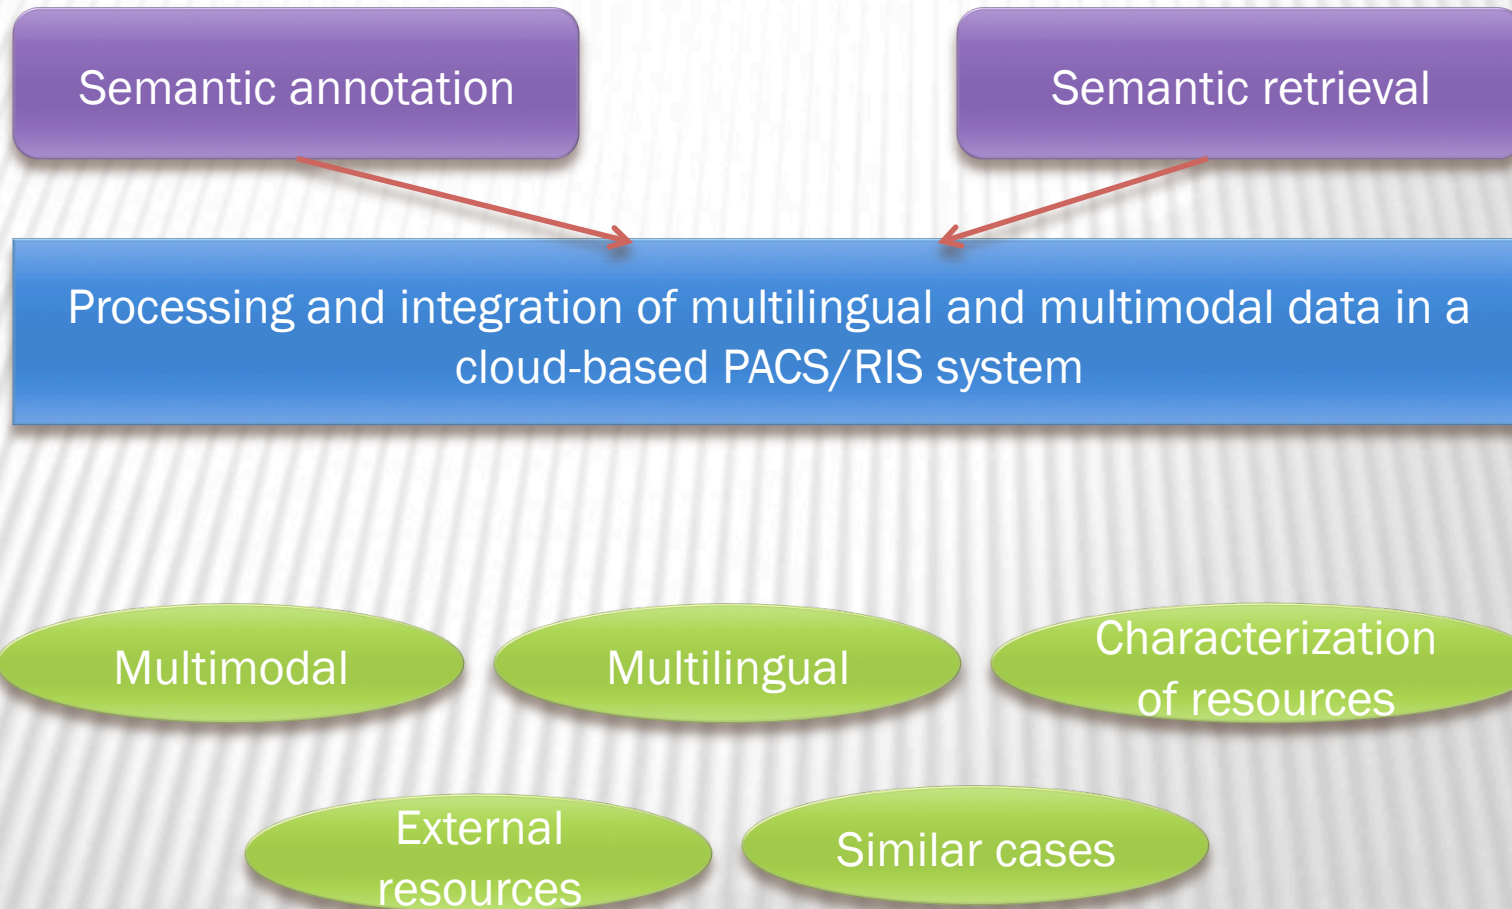 Semantic annotation
Semantic retrieval
Processing and integration of multilingual and multimodal data in a
cloud-based PACS/RIS system
Multimodal
Multilingual
Characterization
of resources
External
resources
Similar cases